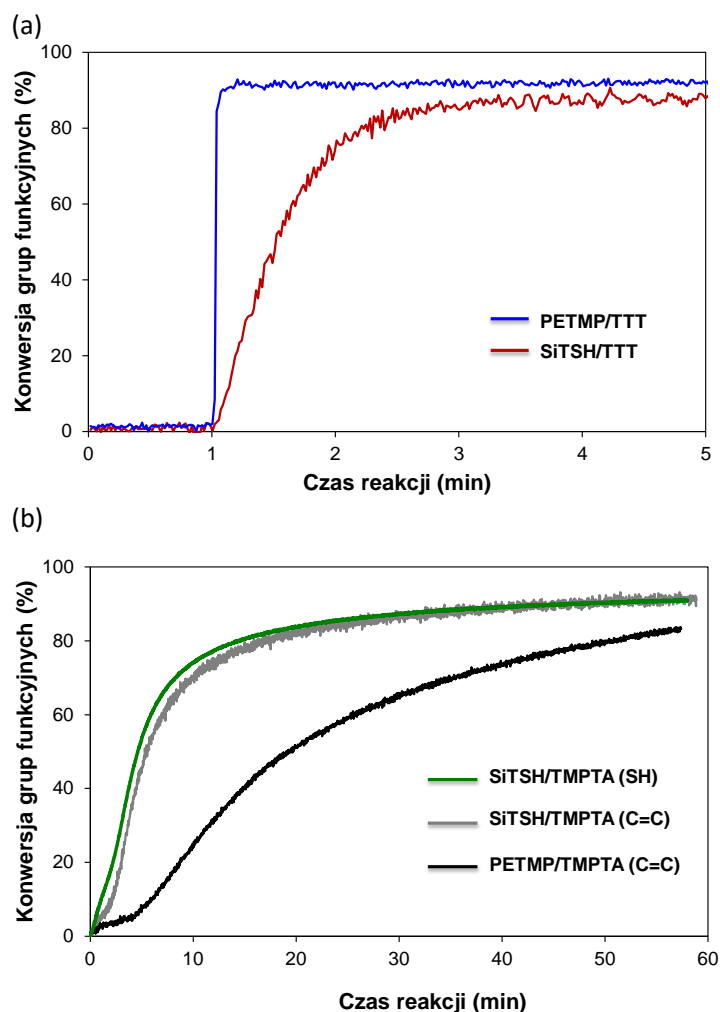 (a)
Konwersja grup funkcyjnych (%)
100
80
60
40
20
0
PETMP/TTT
SiTSH/TTT
0 1 2 3 4 5
Czas reakcji (min)
(b)
Konwersja grup funkcyjnych (%)
100
80
60
40
20
0
SiTSH/TMPTA (SH)
SiTSH/TMPTA (C=C)
PETMP/TMPTA (C=C)
0 10 20 30 40 50 60
Czas reakcji (min)